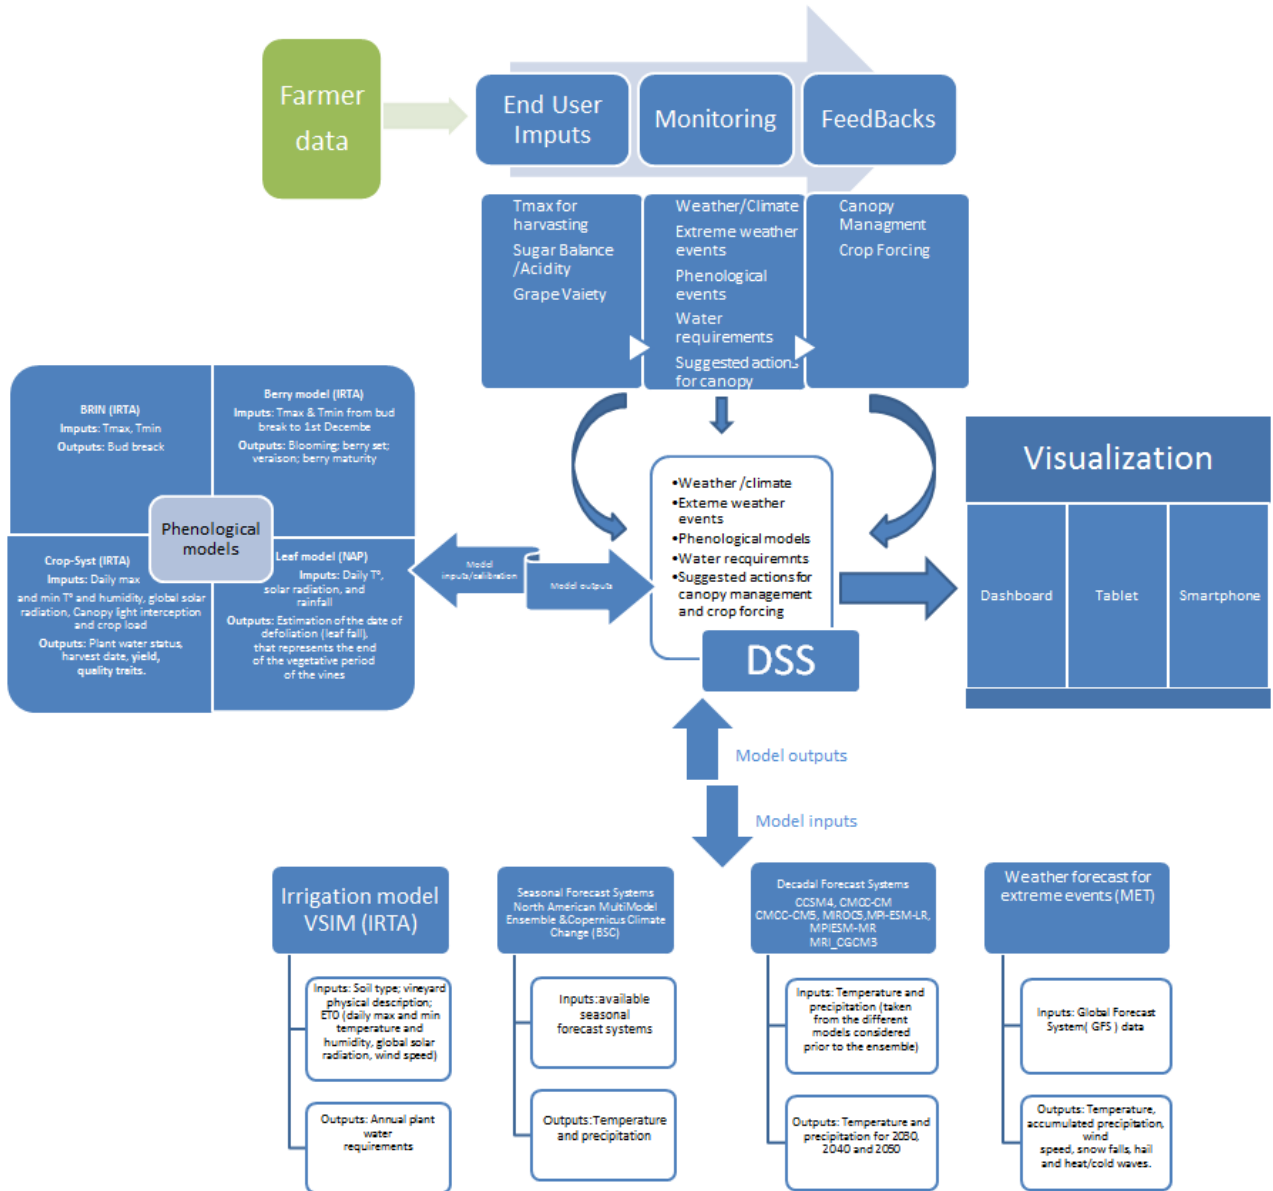 Farmer
data
End User
Imputs
Monitoring
FeedBacks
Tmax for
harvasting
Sugar Balance
/Acidity
Grape Vaiety
Weather/Climate
Extreme weather
events
Phenological
events
Water
requirements
Suggested actions
for canopy
Canopy
Managment
Crop Forcing
BRIN (IRTA)
Imputs: Tmax, Tmin
Outputs: Bud breack
Berry model (IRTA)
Imputs: Tmax & Tmin from bud
break to 1st Decembe
Outputs: Blooming; berry set;
veraison; berry maturity
Phenological
models
Crop-Syst (IRTA)
Imputs: Daily max
and min Tª and humidity, global solar
radiation, Canopy light interception
and crop load
Outputs: Plant water status,
harvest date, yield,
quality traits.
Leaf model (NAP)
Imputs: Daily Tª,
solar radiation, and
rainfall
Outputs: Estimation of the date of
defoliation (leaf fall),
that represents the end
of the vegetative period
of the vines
Model
inputs/calibration
Model outputs
•Weather /climate
•Exteme weather
events
•Phenological models
•Water recquiremnts
•Suggested actions for
canopy management
and crop forcing
DSS
Visualization
Dashboard
Tablet
Smartphone
Model outputs
Model inputs
Irrigation model
VSIM (IRTA)
Inputs: Soil type; vineyard
physical description;
ET0 (daily max and min
temperature and
humidity, global solar
radiation, wind speed)
Outputs: Annual plant
water
requirements
Seasonal Forecast Systems
North American MultiModel
Ensemble &Copernicus Climate
Change (BSC)
Inputs:available
seasonal
forecast systems
Outputs:Temperature
and precipitation
Decadal Forecast Systems
CCSM4, CMCC-CM
CMCC-CM5, MIROC5,MPI-ESM-LR,
MPIESM-MR
MRI_CGCM3
Inputs: Temperature and
precipitation (taken
from the different
models considered
prior to the ensemble)
Outputs: Temperature and
precipitation for 2030,
2040 and 2050
Weather forecast for
extreme events (MET)
Inputs: Global Forecast
System( GFS ) data
Outputs: Temperature,
accumulated precipitation,
wind
speed, snow falls, hail
and heat/cold waves.